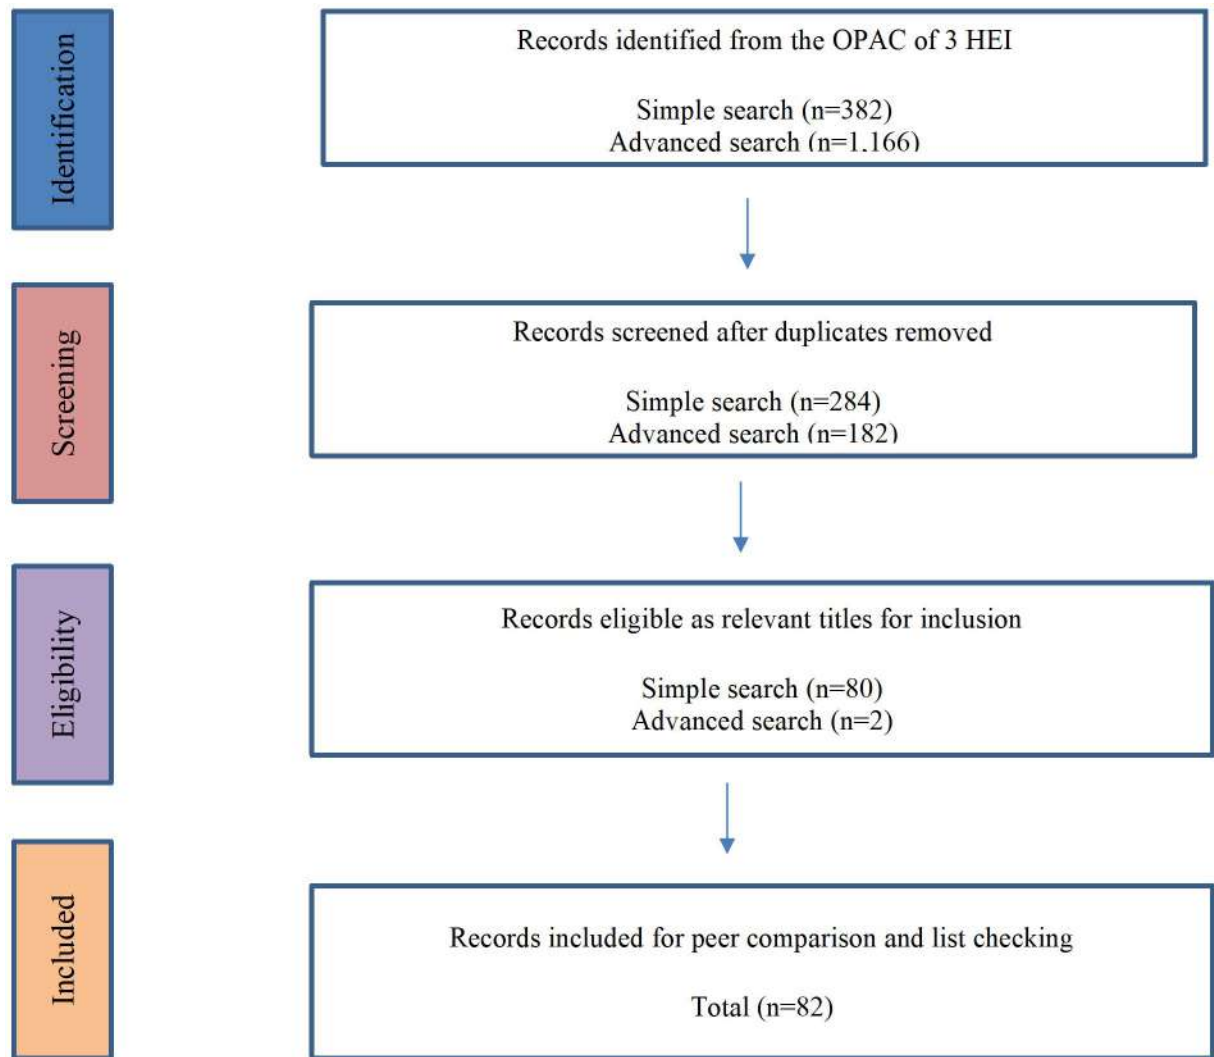 Identification
Records identified from the OPAC of 3 HEI
Simple search (n=382)
Advanced search (n=1,166)
Screening
Records screened after duplicates removed
Simple search (n=284)
Advanced search (n=182)
Eligibility
Records eligible as relevant titles for inclusion
Simple search (n=80)
Advanced search (n=2)
Included
Records included for peer comparison and list checking
Total (n=82)